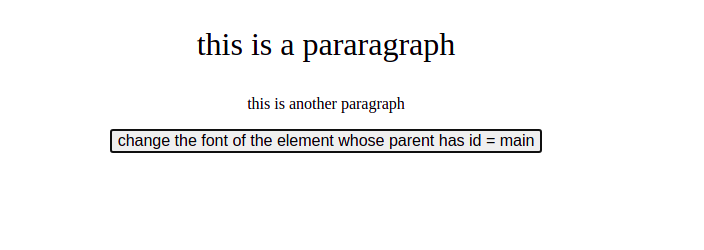 this is a pararagraph
this is another paragraph
change the font of the element whose parent has id = main